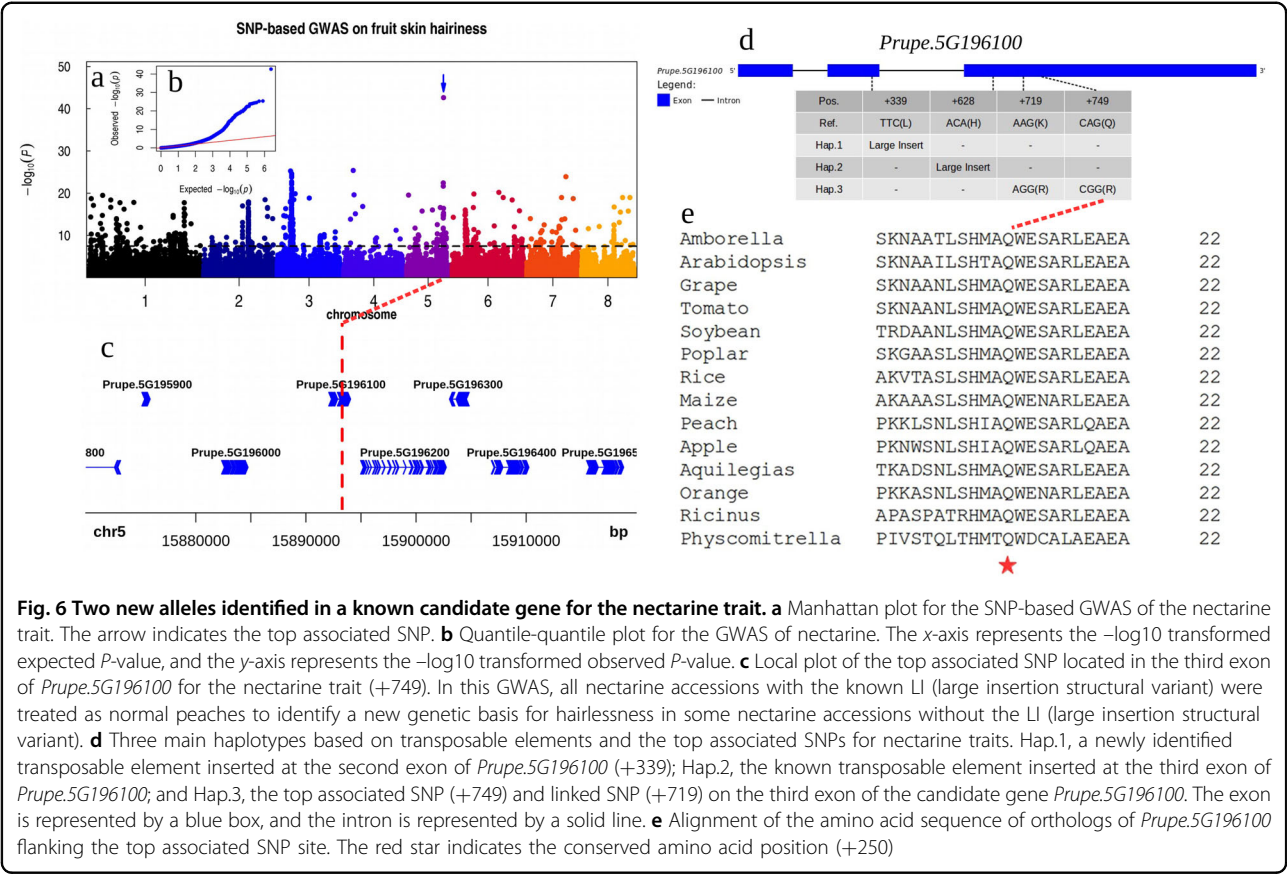 SNP-based GWAS on fruit skin hairiness
a
b
50
40
30
20
10
−log₁₀(P)
Observed −log₁₀(p)
40
30
20
10
0
0 1 2 3 4 5 6
Expected −log₁₀(p)
1 2 3 4 5 6 7 8
chromosome
c
Prupe.5G195900 Prupe.5G196100 Prupe.5G196300
800 Prupe.5G196000 Prupe.5G196200 Prupe.5G196400 Prupe.5G1965
chr5 15880000 15890000 15900000 15910000 bp
d
Prupe.5G196100
Prupe.5G196100 5' 3'
Legend:
Exon Intron
Pos. +339 +628 +719 +749
Ref. TTC(L) ACA(H) AAG(K) CAG(Q)
Hap.1 Large Insert - - -
Hap.2 - Large Insert - -
Hap.3 - - AGG(R) CGG(R)
e
Amborella SKNAATLSHMAQWESARLEAEA 22
Arabidopsis SKNAAILSHTAQWESARLEAEA 22
Grape SKNAANLSHMAQWESARLEAEA 22
Tomato SKNAANLSHMAQWESARLEAEA 22
Soybean TRDAANLSHMAQWESARLEAEA 22
Poplar SKGAASLSHMAQWESARLEAEA 22
Rice AKVTASLSHMAQWESARLEAEA 22
Maize AKAAASLSHMAQWESARLEAEA 22
Peach PKKLSNLSHIAQWESARLQAEA 22
Apple PKNWSNLSHIAQWESARLQAEA 22
Aquilegias TKADSNLSHMAQWESARLEAEA 22
Orange PKKASNLSHMAQWENARLEAEA 22
Ricinus APASPATRHMAQWESARLEAEA 22
Physcomitrella PIVSTQLTHMTQWDCALAEAEA 22
Fig. 6 Two new alleles identified in a known candidate gene for the nectarine trait. a Manhattan plot for the SNP-based GWAS of the nectarine
trait. The arrow indicates the top associated SNP. b Quantile-quantile plot for the GWAS of nectarine. The x-axis represents the –log10 transformed
expected P-value, and the y-axis represents the –log10 transformed observed P-value. c Local plot of the top associated SNP located in the third exon
of Prupe.5G196100 for the nectarine trait (+749). In this GWAS, all nectarine accessions with the known LI (large insertion structural variant) were
treated as normal peaches to identify a new genetic basis for hairlessness in some nectarine accessions without the LI (large insertion structural
variant). d Three main haplotypes based on transposable elements and the top associated SNPs for nectarine traits. Hap.1, a newly identified
transposable element inserted at the second exon of Prupe.5G196100 (+339); Hap.2, the known transposable element inserted at the third exon of
Prupe.5G196100; and Hap.3, the top associated SNP (+749) and linked SNP (+719) on the third exon of the candidate gene Prupe.5G196100. The exon
is represented by a blue box, and the intron is represented by a solid line. e Alignment of the amino acid sequence of orthologs of Prupe.5G196100
flanking the top associated SNP site. The red star indicates the conserved amino acid position (+250)